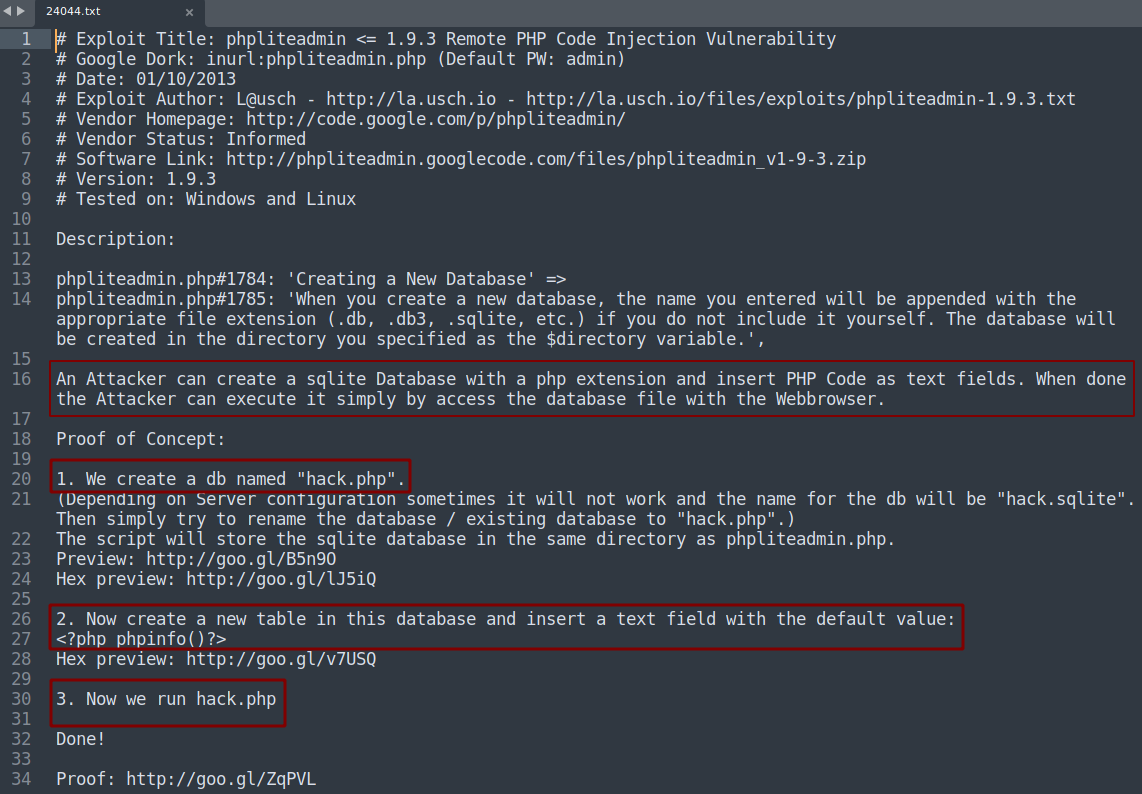 24044.txt
1 # Exploit Title: phpliteadmin <= 1.9.3 Remote PHP Code Injection Vulnerability
2 # Google Dork: inurl:phpliteadmin.php (Default PW: admin)
3 # Date: 01/10/2013
4 # Exploit Author: L@usch - http://la.usch.io - http://la.usch.io/files/exploits/phpliteadmin-1.9.3.txt
5 # Vendor Homepage: http://code.google.com/p/phpliteadmin/
6 # Vendor Status: Informed
7 # Software Link: http://phpliteadmin.googlecode.com/files/phpliteadmin_v1-9-3.zip
8 # Version: 1.9.3
9 # Tested on: Windows and Linux
10
11 Description:
12
13 phpliteadmin.php#1784: 'Creating a New Database' =>
14 phpliteadmin.php#1785: 'When you create a new database, the name you entered will be appended with the
appropriate file extension (.db, .db3, .sqlite, etc.) if you do not include it yourself. The database will
be created in the directory you specified as the $directory variable.',
15
16 An Attacker can create a sqlite Database with a php extension and insert PHP Code as text fields. When done
the Attacker can execute it simply by access the database file with the Webbrowser.
17
18 Proof of Concept:
19
20 1. We create a db named "hack.php".
21 (Depending on Server configuration sometimes it will not work and the name for the db will be "hack.sqlite".
Then simply try to rename the database / existing database to "hack.php".)
22 The script will store the sqlite database in the same directory as phpliteadmin.php.
23 Preview: http://goo.gl/B5n9O
24 Hex preview: http://goo.gl/lJ5iQ
25
26 2. Now create a new table in this database and insert a text field with the default value:
27 <?php phpinfo()?>
28 Hex preview: http://goo.gl/v7USQ
29
30 3. Now we run hack.php
31
32 Done!
33
34 Proof: http://goo.gl/ZqPVL